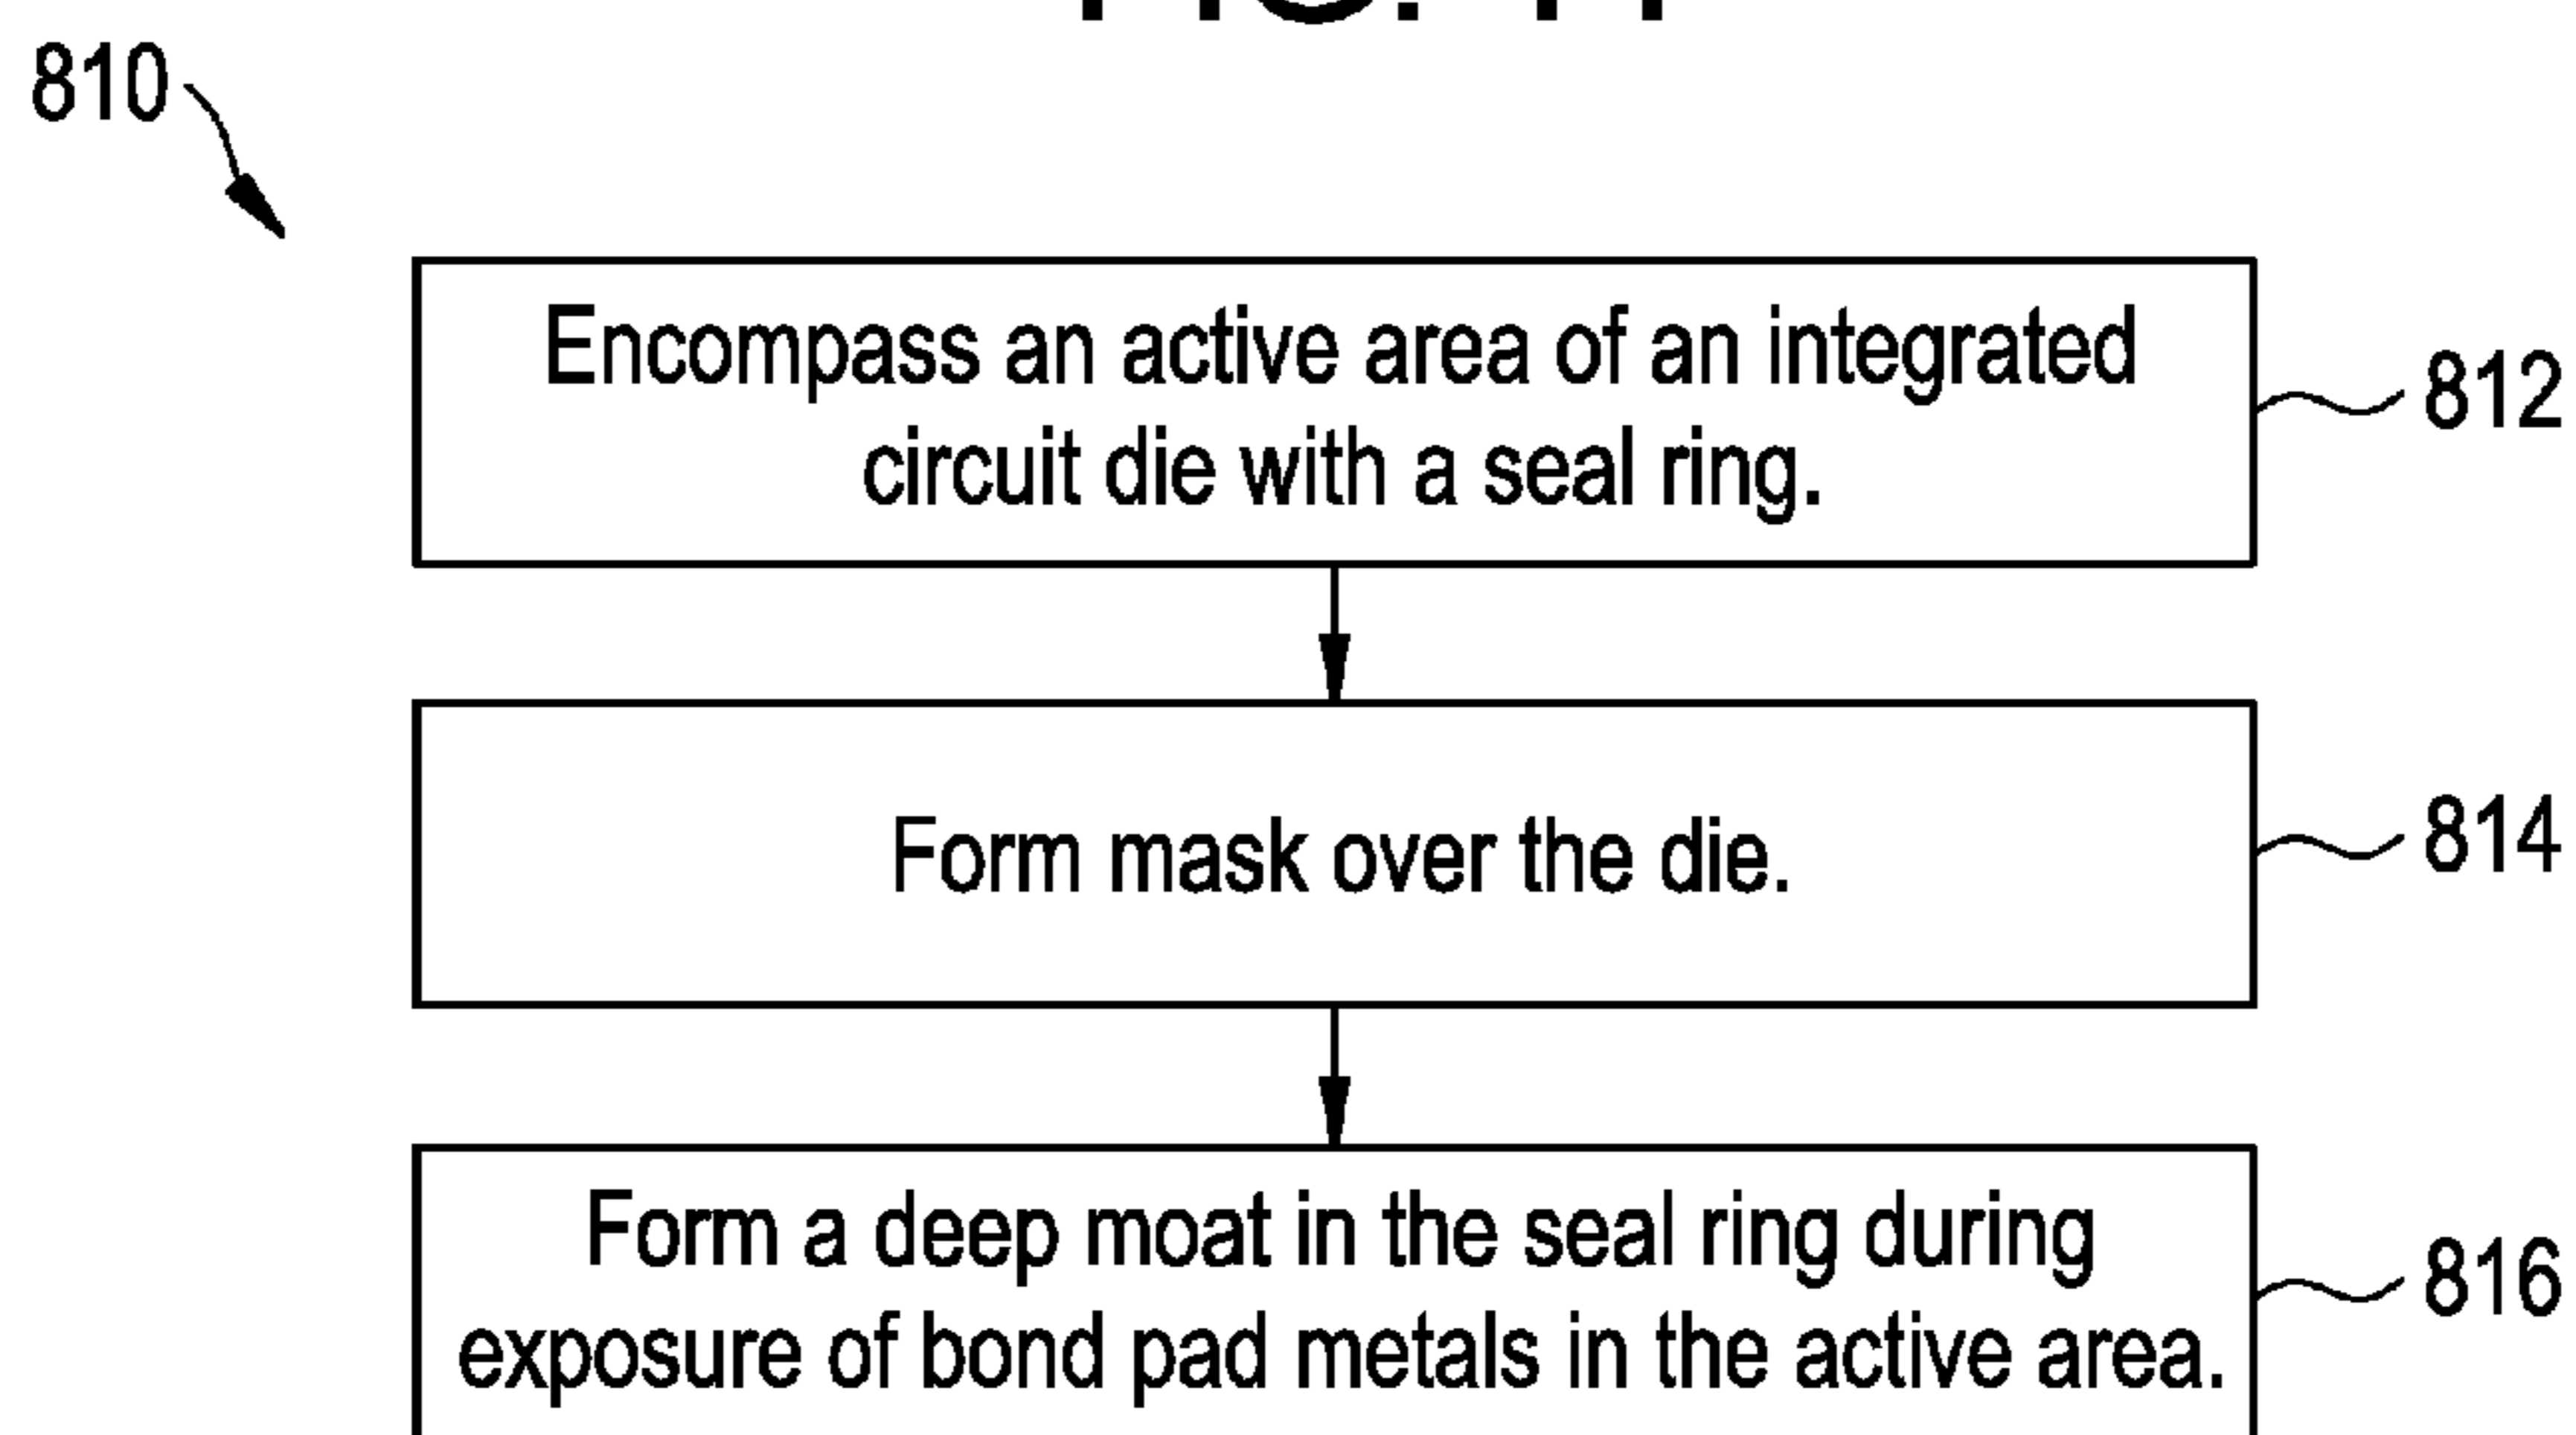 810
Encompass an active area of an integrated
circuit die with a seal ring.
812
Form mask over the die.
814
Form a deep moat in the seal ring during
exposure of bond pad metals in the active area.
816